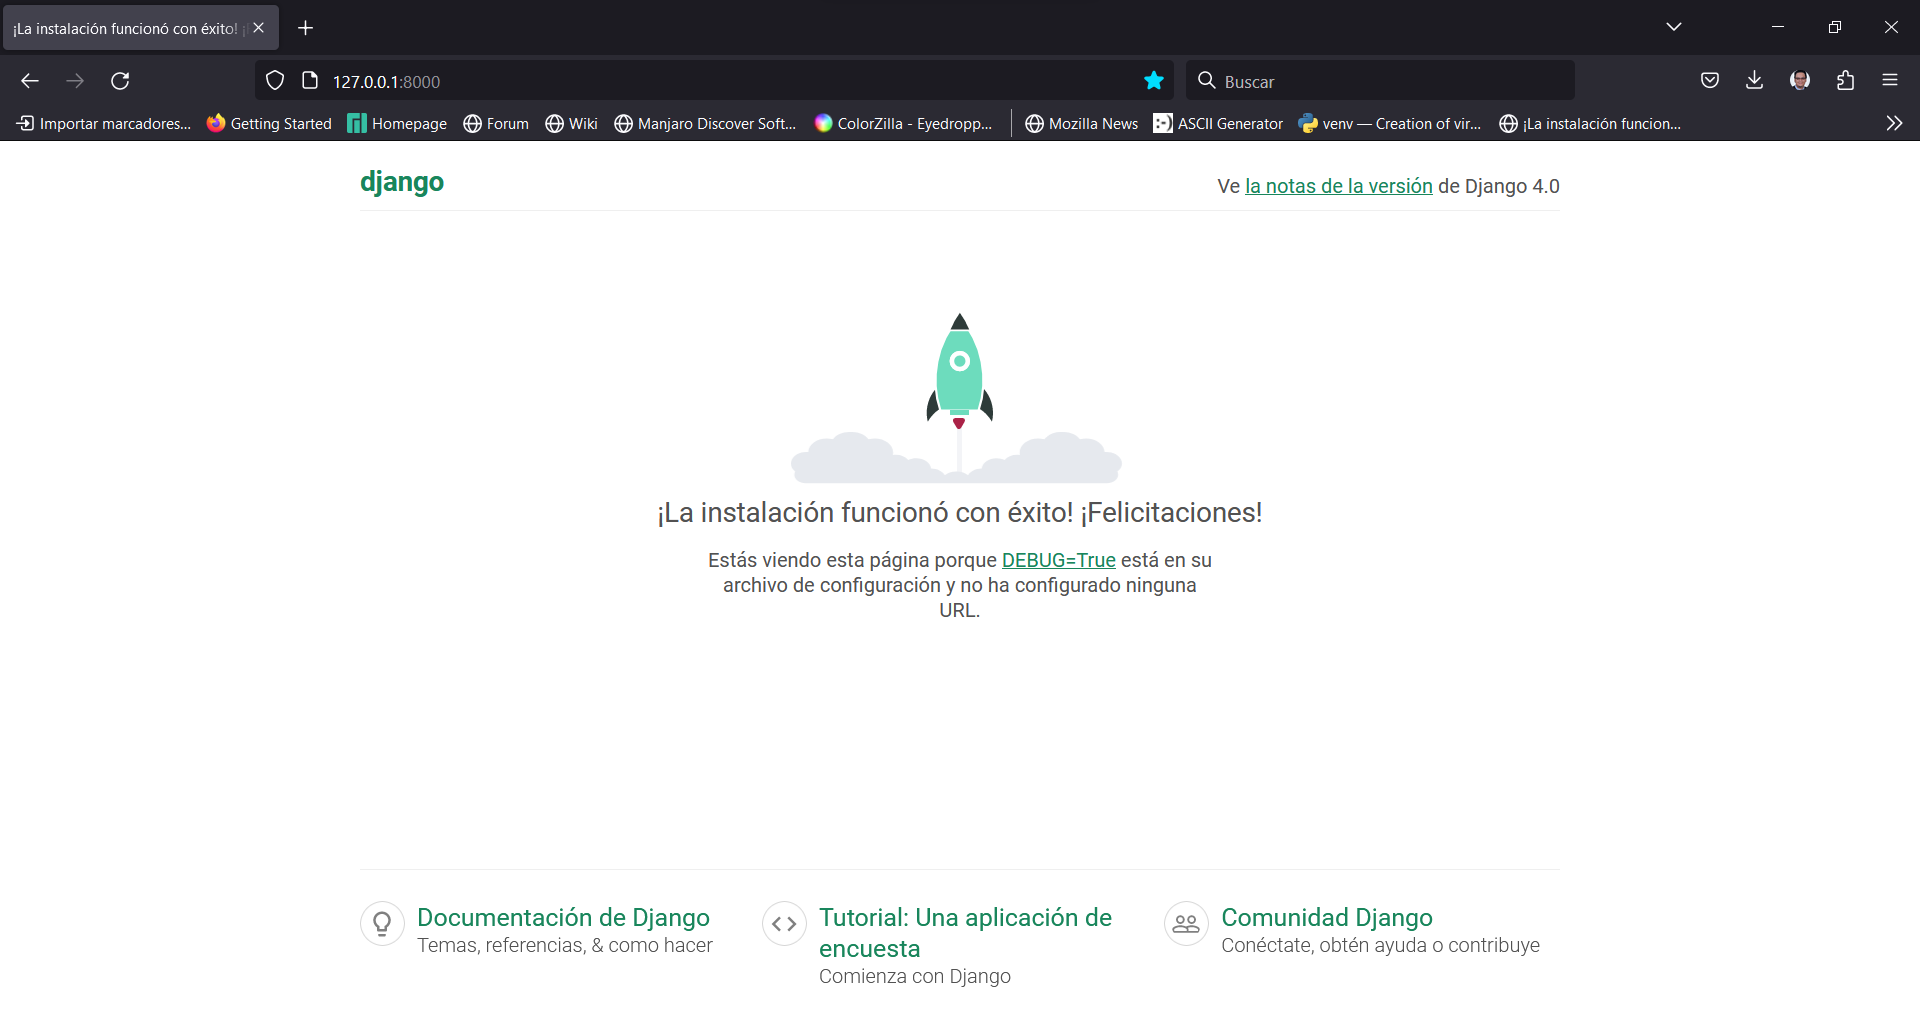 ¡La instalación funcionó con éxito! ¡
127.0.0.1:8000
Buscar
Importar marcadores...
Getting Started
Homepage
Forum
Wiki
Manjaro Discover Soft...
ColorZilla - Eyedropp...
Mozilla News
ASCII Generator
venv — Creation of vir...
¡La instalación funcion...
django
Ve la notas de la versión de Django 4.0
¡La instalación funcionó con éxito! ¡Felicitaciones!
Estás viendo esta página porque DEBUG=True está en su
archivo de configuración y no ha configurado ninguna
URL.
Documentación de Django
Temas, referencias, & como hacer
Tutorial: Una aplicación de
encuesta
Comienza con Django
Comunidad Django
Conéctate, obtén ayuda o contribuye